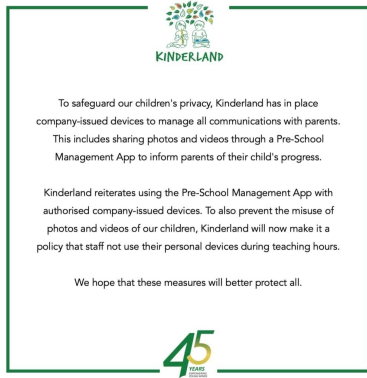 KINDERLAND
To safeguard our children's privacy, Kinderland has in place
company-issued devices to manage all communications with parents.
This includes sharing photos and videos through a Pre-School
Management App to inform parents of their child's progress.
Kinderland reiterates using the Pre-School Management App with
authorised company-issued devices. To also prevent the misuse of
photos and videos of our children, Kinderland will now make it a
policy that staff not use their personal devices during teaching hours.
We hope that these measures will better protect all.
45
YEARS